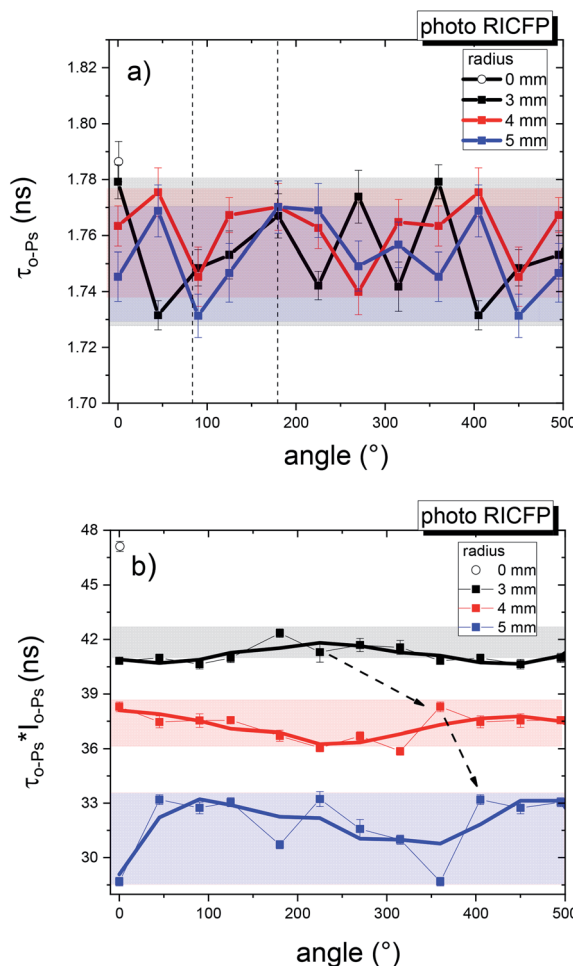 photo RICFP
a)
radius
0 mm
3 mm
4 mm
5 mm
1.82
1.80
1.78
1.76
1.74
1.72
1.70
τo-Ps (ns)
0 100 200 300 400 500
angle (°)
photo RICFP
b)
radius
0 mm
3 mm
4 mm
5 mm
48
45
42
39
36
33
30
τo-Ps*Io-Ps (ns)
0 100 200 300 400 500
angle (°)